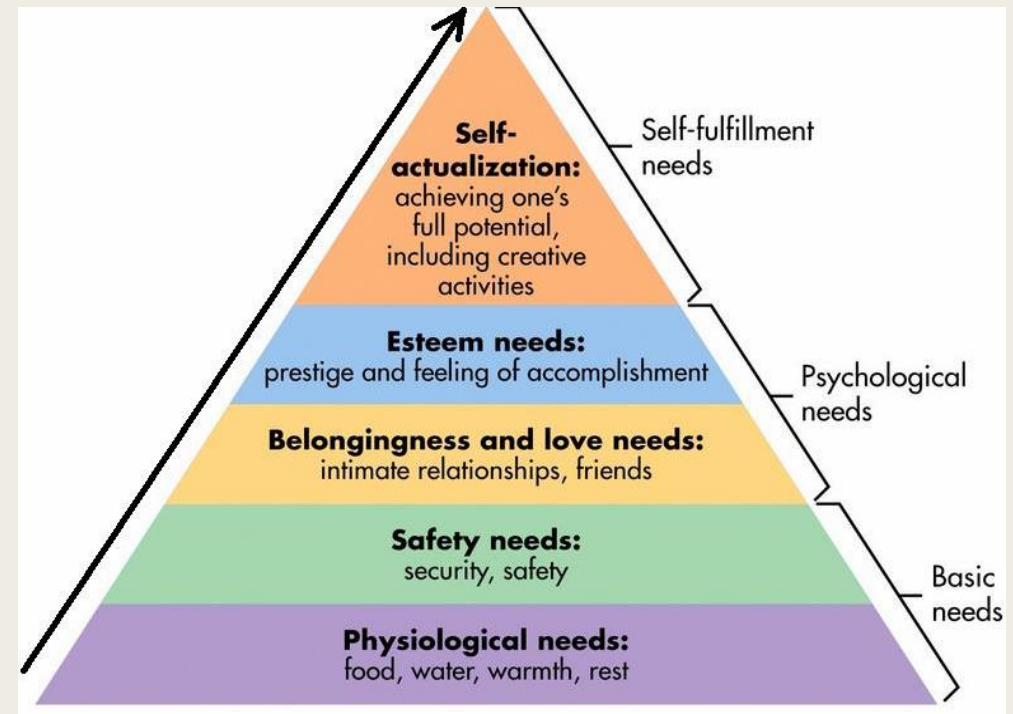 Self-
actualization:
achieving one's
full potential,
including creative
activities
Self-fulfillment
needs
Esteem needs:
prestige and feeling of accomplishment
Psychological
needs
Belongingness and love needs:
intimate relationships, friends
Safety needs:
security, safety
Basic
needs
Physiological needs:
food, water, warmth, rest